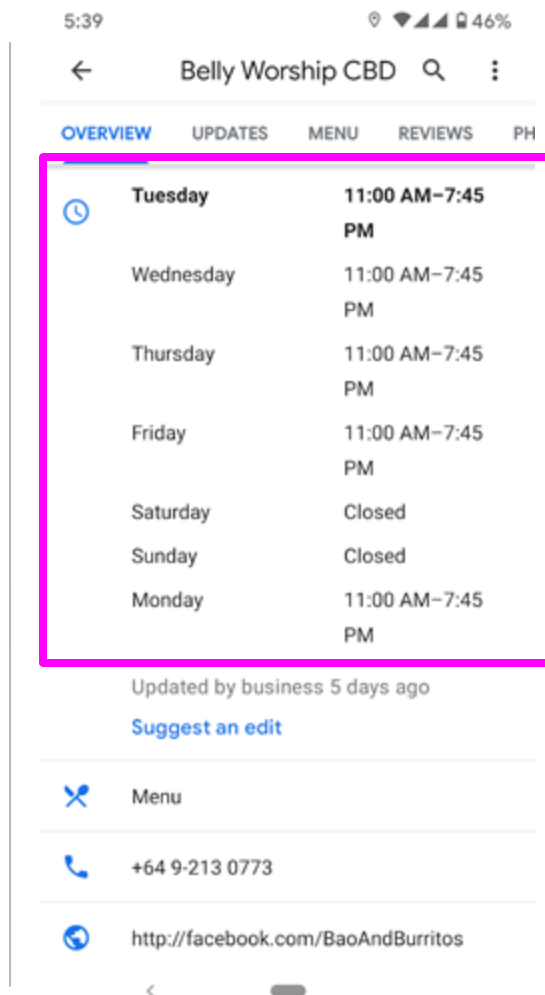 5:39 46%
Belly Worship CBD
OVERVIEW UPDATES MENU REVIEWS PH
Tuesday 11:00 AM–7:45
PM
Wednesday 11:00 AM–7:45
PM
Thursday 11:00 AM–7:45
PM
Friday 11:00 AM–7:45
PM
Saturday Closed
Sunday Closed
Monday 11:00 AM–7:45
PM
Updated by business 5 days ago
Suggest an edit
Menu
+64 9-213 0773
http://facebook.com/BaoAndBurritos